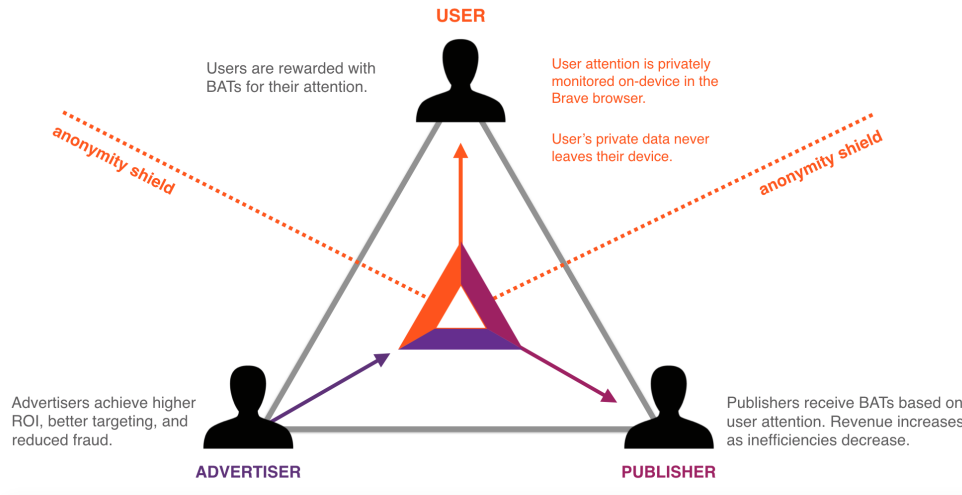 USER
Users are rewarded with
BATs for their attention.
User attention is privately
monitored on-device in the
Brave browser.
User's private data never
leaves their device.
anonymity shield
anonymity shield
Advertisers achieve higher
ROI, better targeting, and
reduced fraud.
Publishers receive BATs based on
user attention. Revenue increases
as inefficiencies decrease.
ADVERTISER
PUBLISHER